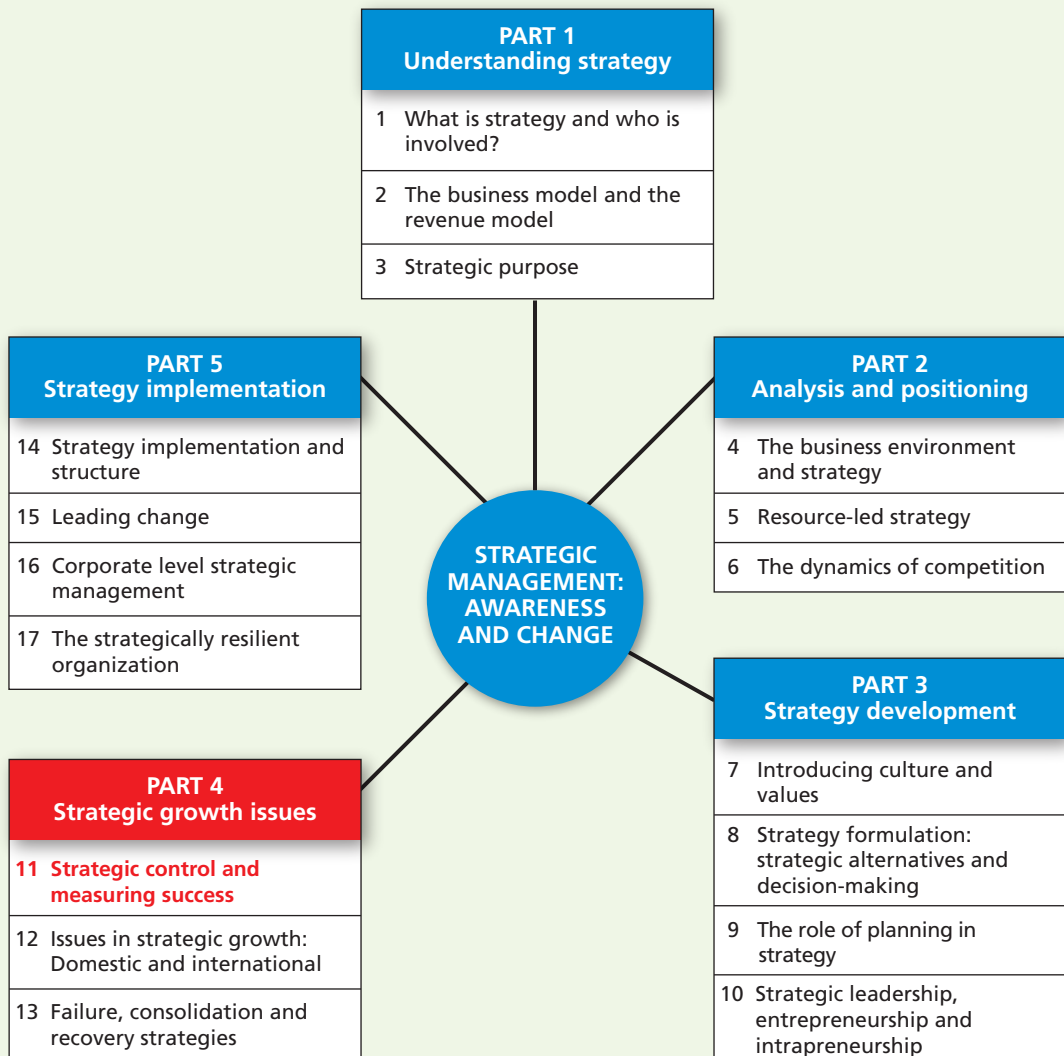 PART 1
Understanding strategy
1 What is strategy and who is
involved?
2 The business model and the
revenue model
3 Strategic purpose
PART 5
Strategy implementation
14 Strategy implementation and
structure
15 Leading change
16 Corporate level strategic
management
17 The strategically resilient
organization
PART 2
Analysis and positioning
4 The business environment
and strategy
5 Resource-led strategy
6 The dynamics of competition
STRATEGIC
MANAGEMENT:
AWARENESS
AND CHANGE
PART 3
Strategy development
7 Introducing culture and
values
8 Strategy formulation:
strategic alternatives and
decision-making
9 The role of planning in
strategy
10 Strategic leadership,
entrepreneurship and
intrapreneurship
PART 4
Strategic growth issues
11 Strategic control and
measuring success
12 Issues in strategic growth:
Domestic and international
13 Failure, consolidation and
recovery strategies